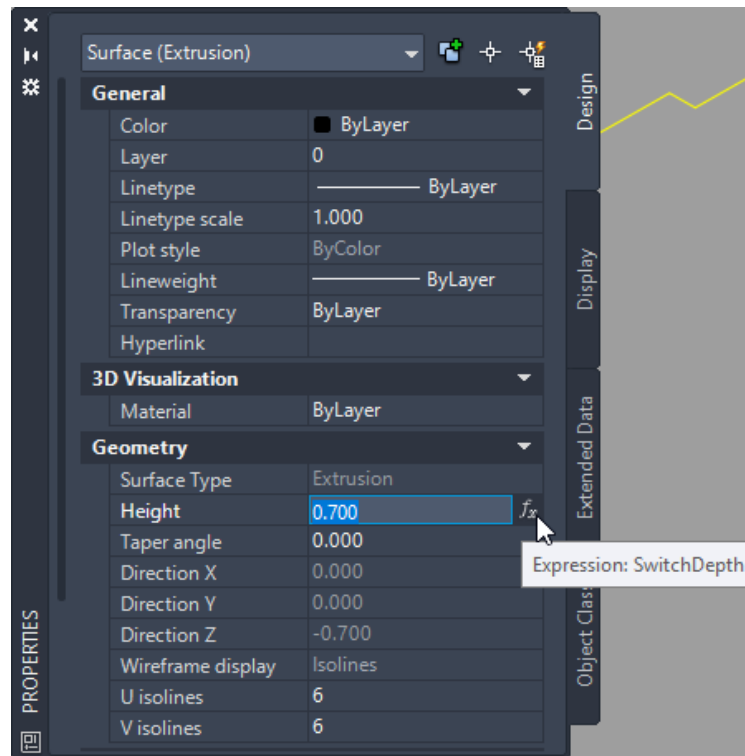 Surface (Extrusion)
General
Color ByLayer
Layer 0
Linetype ByLayer
Linetype scale 1.000
Plot style ByColor
Lineweight ByLayer
Transparency ByLayer
Hyperlink
3D Visualization
Material ByLayer
Geometry
Surface Type Extrusion
Height 0.700 fx
Taper angle 0.000
Expression: SwitchDepth
Direction X 0.000
Direction Y 0.000
Direction Z -0.700
Wireframe display Isolines
U isolines 6
V isolines 6
PROPERTIES
Design
Display
Extended Data
Object Clas